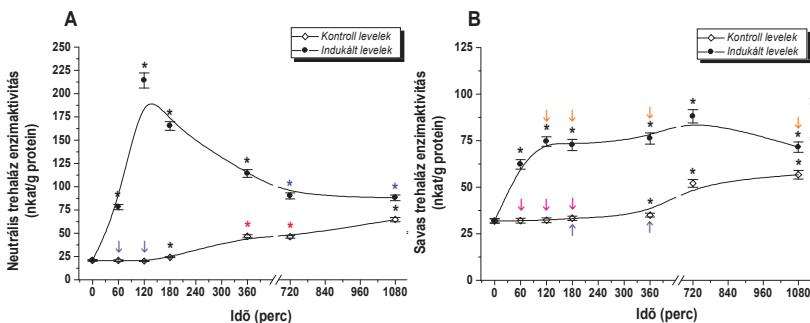 A
Kontroll levelek
Indukált levelek
Neutrális treháláz enzimaktivitás
(nkat/g protein)
250
225
200
175
150
125
100
75
50
25
0
* * * * * *
* * * *
0 60 120 180 240 300 360 720 840 960 1080
Idő (perc)
B
Kontroll levelek
Indukált levelek
Savas treháláz enzimaktivitás
(nkat/g protein)
125
100
75
50
25
0
* * * * * *
* * *
0 60 120 180 240 300 360 720 840 960 1080
Idő (perc)